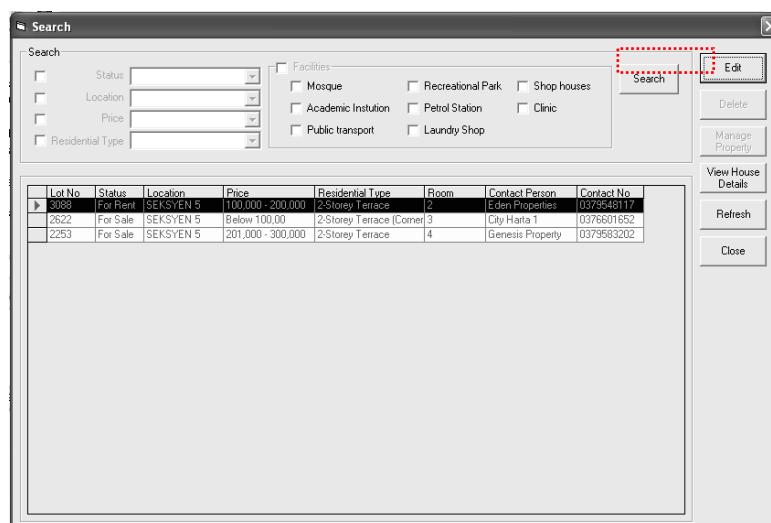 Search
Search
Status
Location
Price
Residential Type
Facilities
Mosque
Recreational Park
Shop houses
Academic Instution
Petrol Station
Clinic
Public transport
Laundry Shop
Search
Edit
Delete
Manage
Property
View House
Details
Refresh
Close
Lot No Status Location Price Residential Type Room Contact Person Contact No
3088 For Rent SEKSYEN 5 100,000 - 200,000 2-Storey Terrace 2 Eden Properties 0379548117
2622 For Sale SEKSYEN 5 Below 100,00 2-Storey Terrace (Corner 3 City Harta 1 0376601652
2253 For Sale SEKSYEN 5 201,000 - 300,000 2-Storey Terrace 4 Genesis Property 0379583202